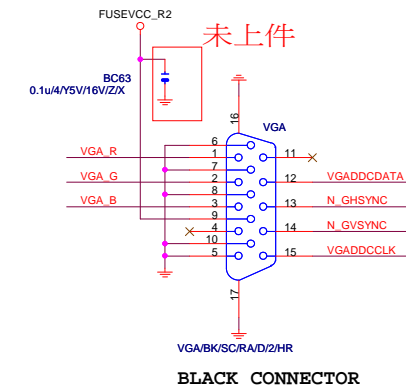 FUSEVCC_R2
未上件
BC63
0.1u/4/Y5V/16V/Z/X
16
VGA
6
VGA_R 1 11
7
VGA_G 2 12 VGADDCDATA
8
VGA_B 3 13 N_GHSYNC
9
4 14 N_GVSYNC
10
5 15 VGADDCCLK
17
VGA/BK/SC/RA/D/2/HR
BLACK CONNECTOR